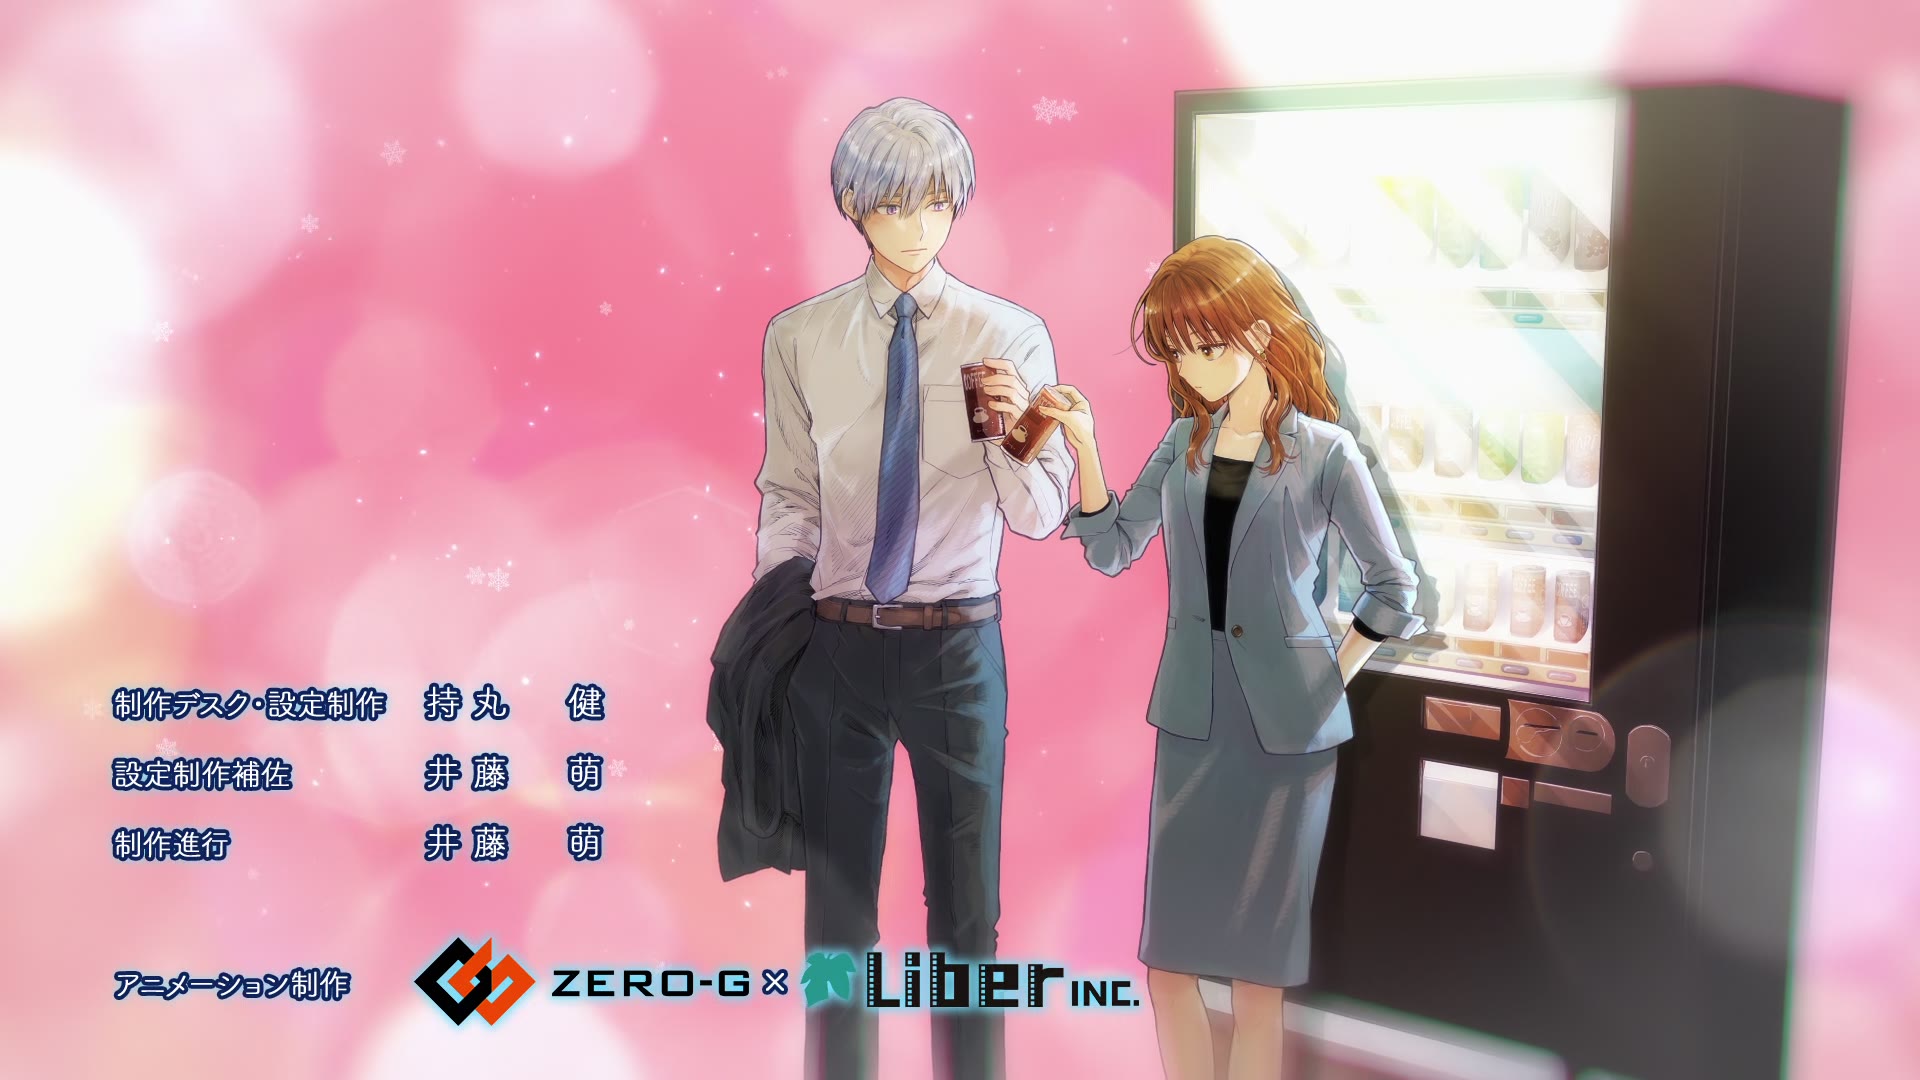 COFFEE
制作デスク・設定制作 持丸 健
設定制作補佐 井藤 萌
制作進行 井藤 萌
アニメーション制作 ZERO-G × Liber INC.